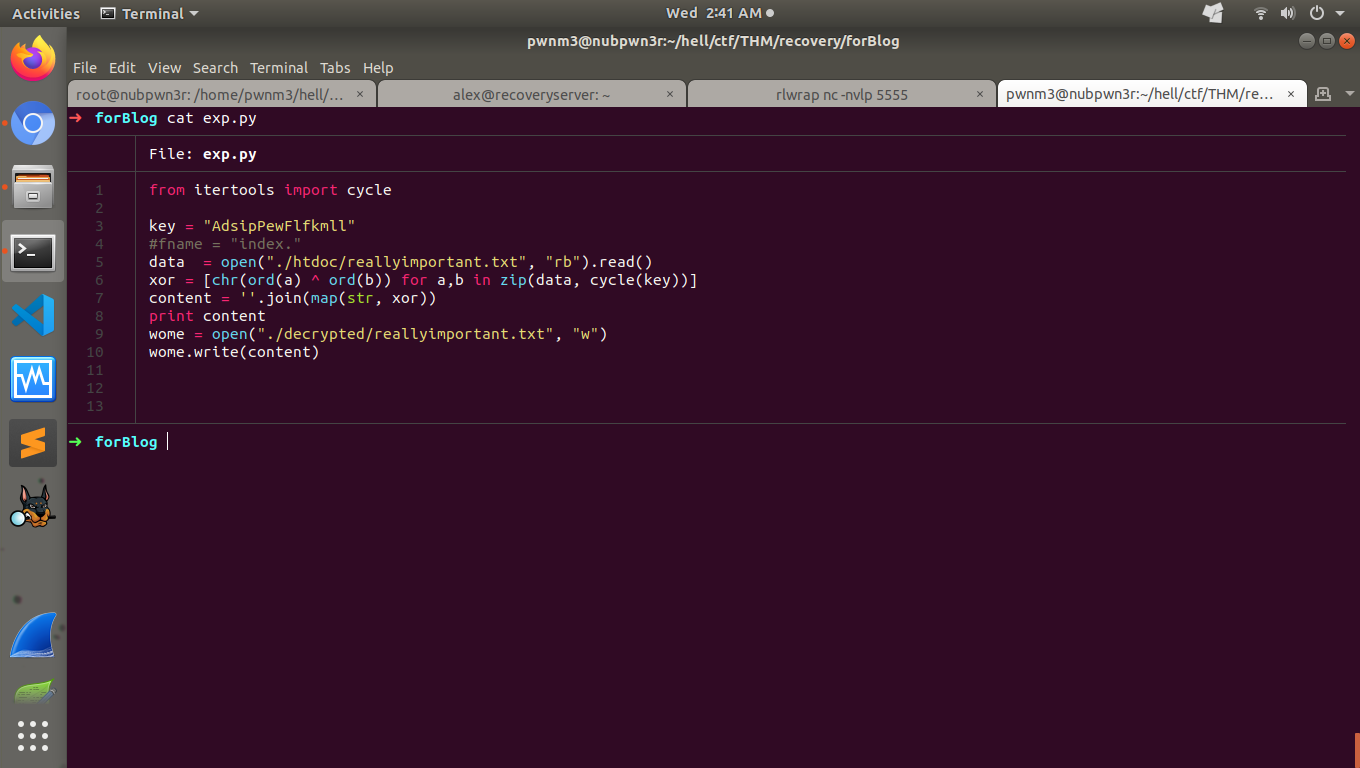 Activities Terminal Wed 2:41 AM
pwnm3@nubpwn3r:~/hell/ctf/THM/recovery/forBlog
File Edit View Search Terminal Tabs Help
root@nubpwn3r: /home/pwnm3/hell/... × alex@recoveryserver: ~ × rlwrap nc -nvlp 5555 × pwnm3@nubpwn3r:~/hell/ctf/THM/re... ×
➜ forBlog cat exp.py
File: exp.py
1 from itertools import cycle
2
3 key = "AdsipPewFlfkmll"
4 #fname = "index."
5 data  = open("./htdoc/reallyimportant.txt", "rb").read()
6 xor = [chr(ord(a) ^ ord(b)) for a,b in zip(data, cycle(key))]
7 content = ''.join(map(str, xor))
8 print content
9 wome = open("./decrypted/reallyimportant.txt", "w")
10 wome.write(content)
11
12
13
➜ forBlog